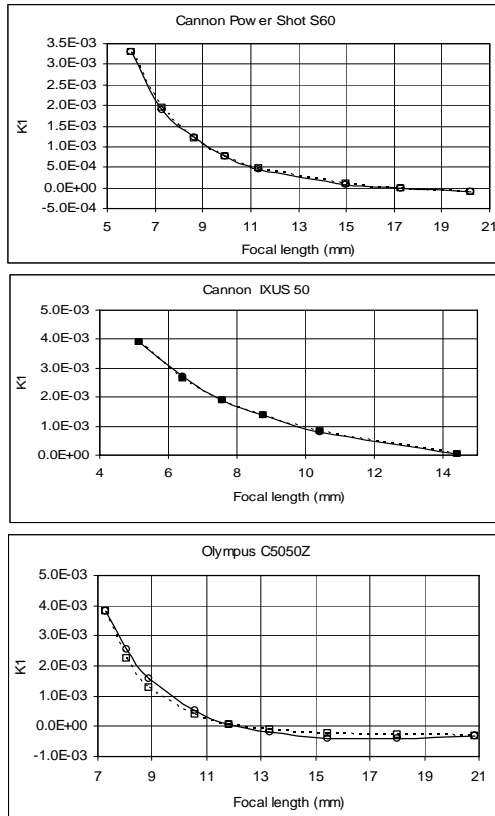 Cannon Power Shot S60
3.5E-03
3.0E-03
2.5E-03
2.0E-03
1.5E-03
1.0E-03
5.0E-04
0.0E+00
-5.0E-04
K1
5 7 9 11 13 15 17 19 21
Focal length (mm)
Cannon IXUS 50
5.0E-03
4.0E-03
3.0E-03
2.0E-03
1.0E-03
0.0E+00
K1
4 6 8 10 12 14
Focal length (mm)
Olympus C5050Z
5.0E-03
4.0E-03
3.0E-03
2.0E-03
1.0E-03
0.0E+00
-1.0E-03
K1
7 9 11 13 15 17 19 21
Focal length (mm)